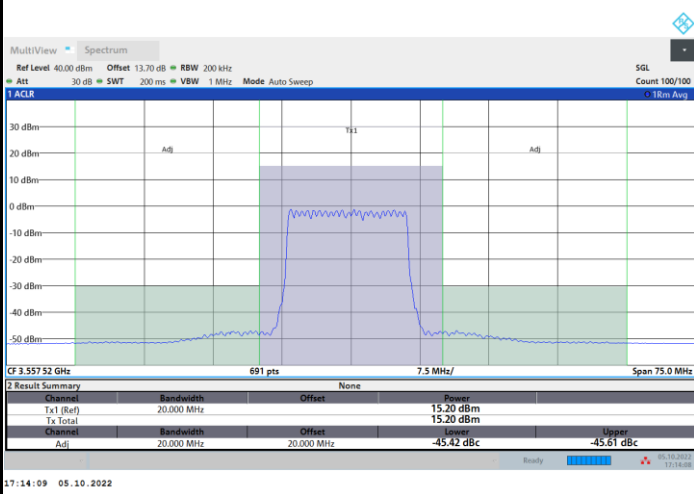 MultiView Spectrum
Ref Level 40.00 dBm Offset 13.70 dB RBW 200 kHz SGL
Att 30 dB SWT 200 ms VBW 1 MHz Mode Auto Sweep Count 100/100
1 ACLR 1Rm Avg
Tx1
30 dBm
Adj Adj
20 dBm
10 dBm
0 dBm
-10 dBm
-20 dBm
-30 dBm
-40 dBm
-50 dBm
CF 3.557 52 GHz 691 pts 7.5 MHz/ Span 75.0 MHz
2 Result Summary None
Channel Bandwidth Offset Power
Tx1 (Ref) 20.000 MHz 15.20 dBm
Tx Total 15.20 dBm
Channel Bandwidth Offset Lower Upper
Adj 20.000 MHz 20.000 MHz -45.42 dBc -45.61 dBc
Ready 05.10.2022
17:14:08
17:14:09 05.10.2022